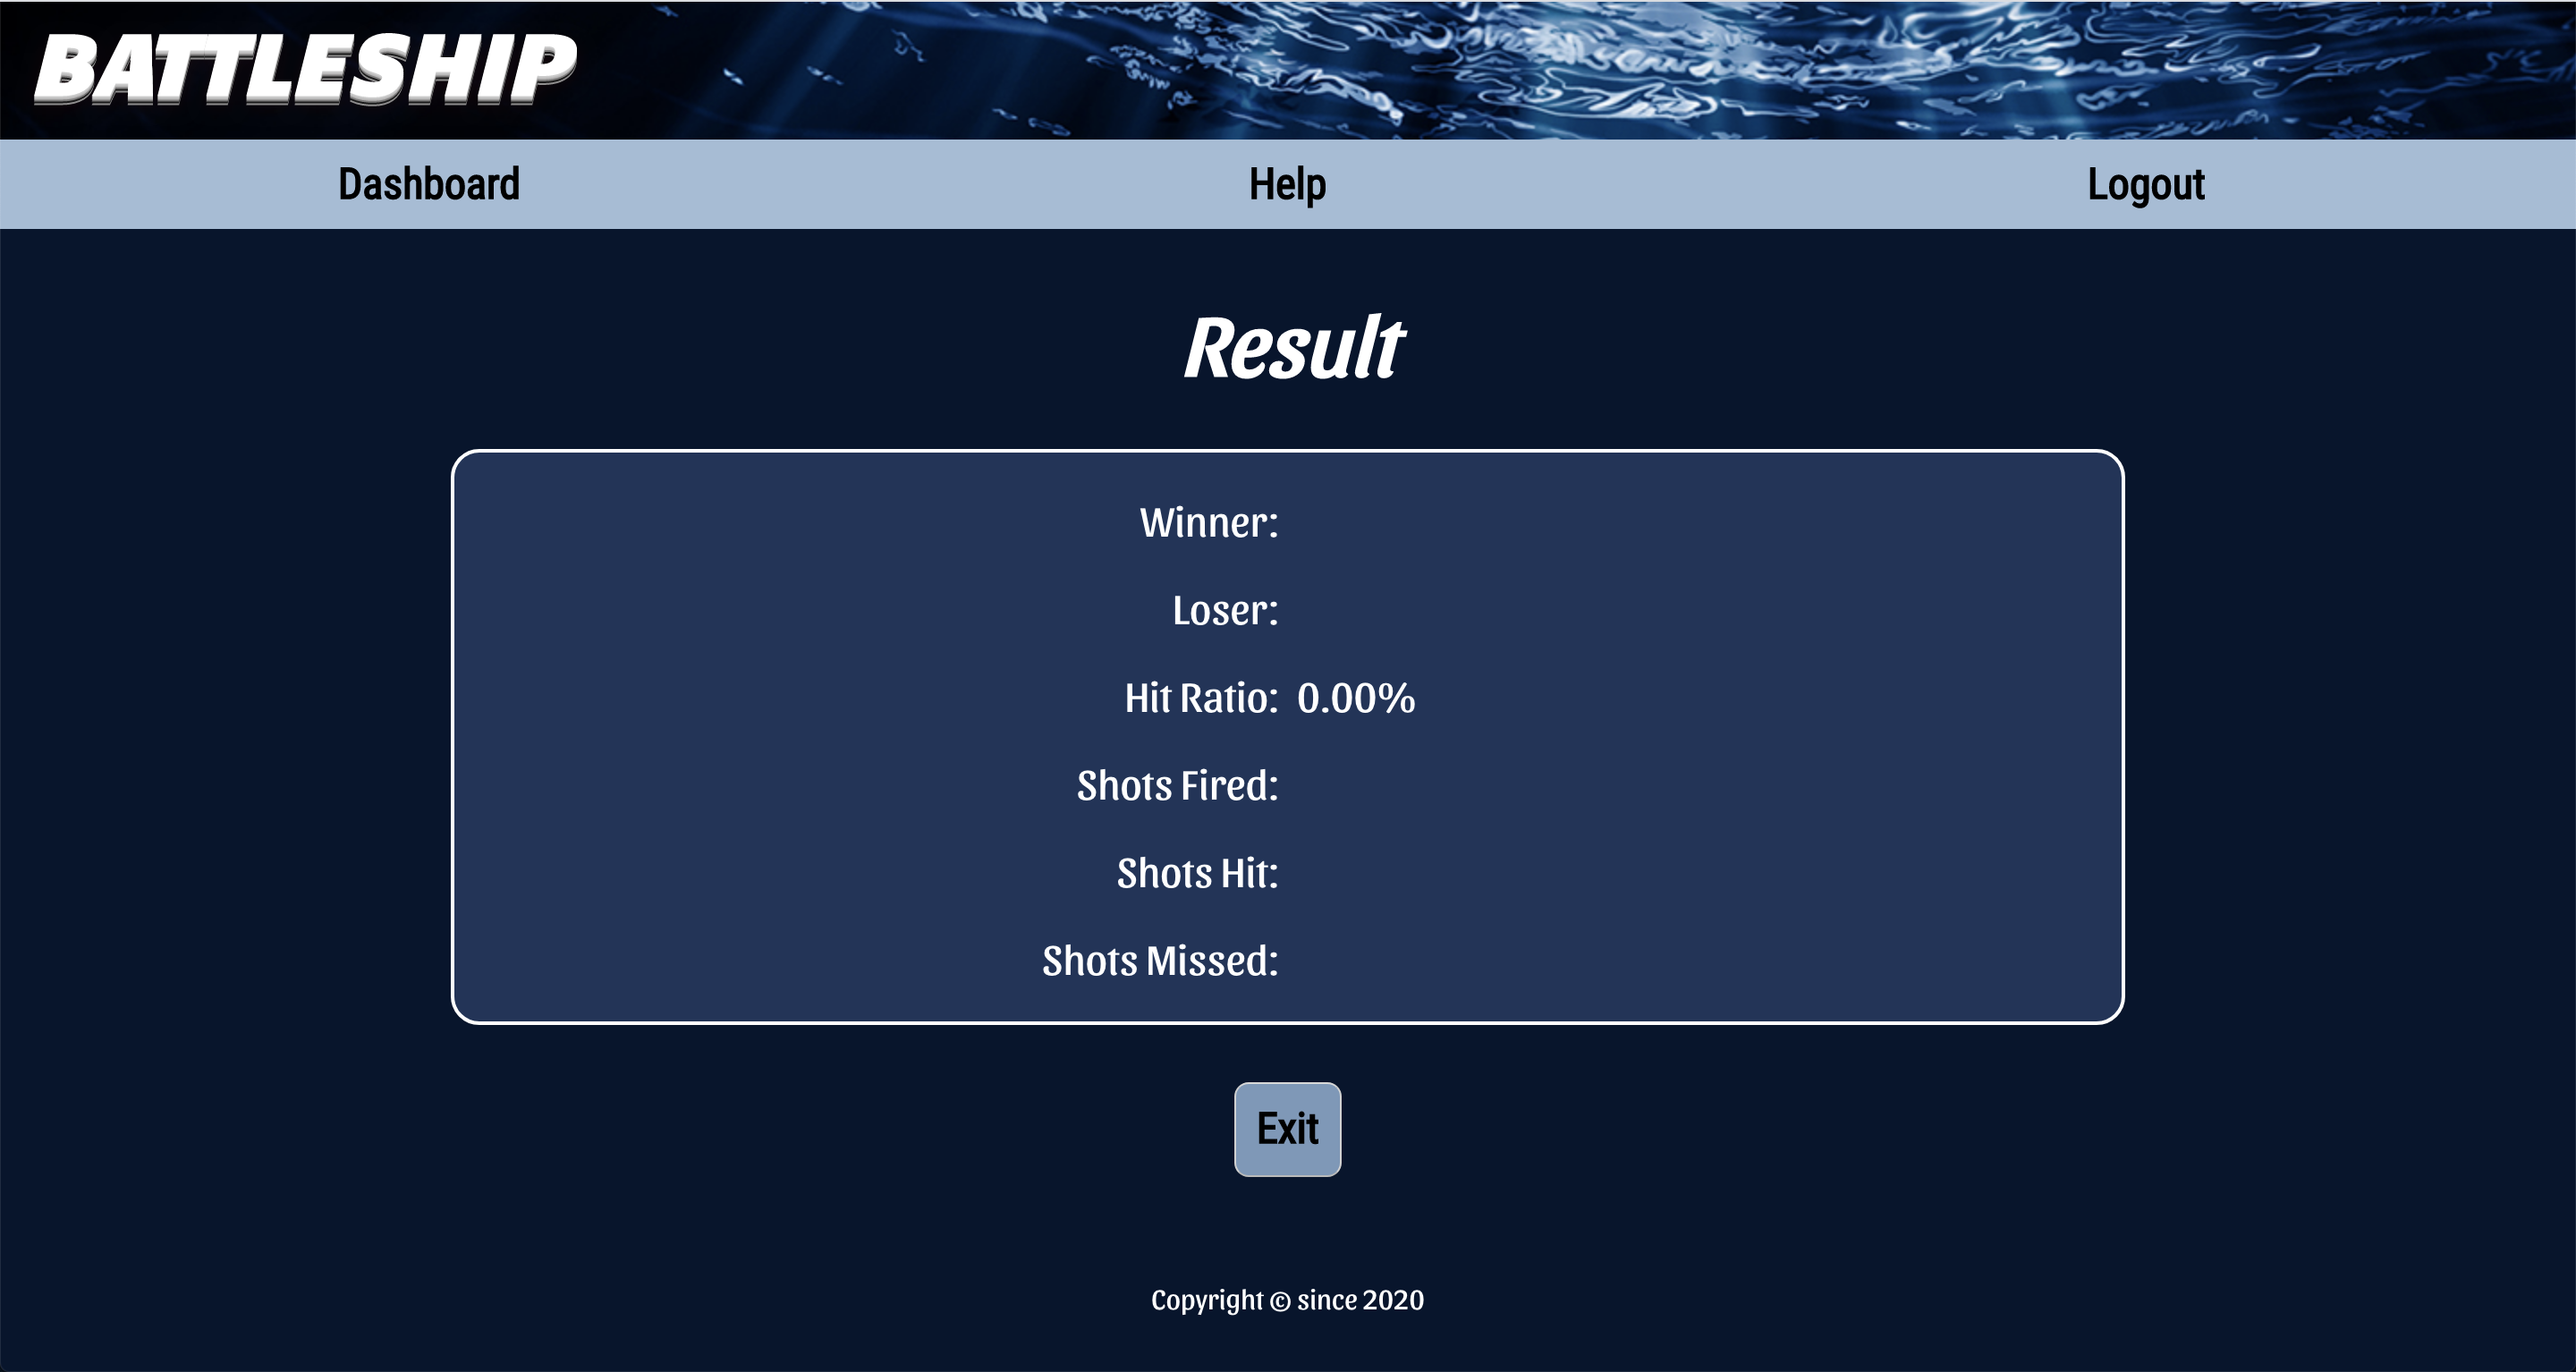 BATTLESHIP
Dashboard Help Logout
Result
Winner:
Loser:
Hit Ratio: 0.00%
Shots Fired:
Shots Hit:
Shots Missed:
Exit
Copyright © since 2020